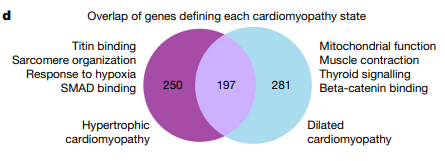 d
Overlap of genes defining each cardiomyopathy state
Titin binding
Sarcomere organization
Response to hypoxia
SMAD binding
250
197
281
Mitochondrial function
Muscle contraction
Thyroid signalling
Beta-catenin binding
Hypertrophic
cardiomyopathy
Dilated
cardiomyopathy